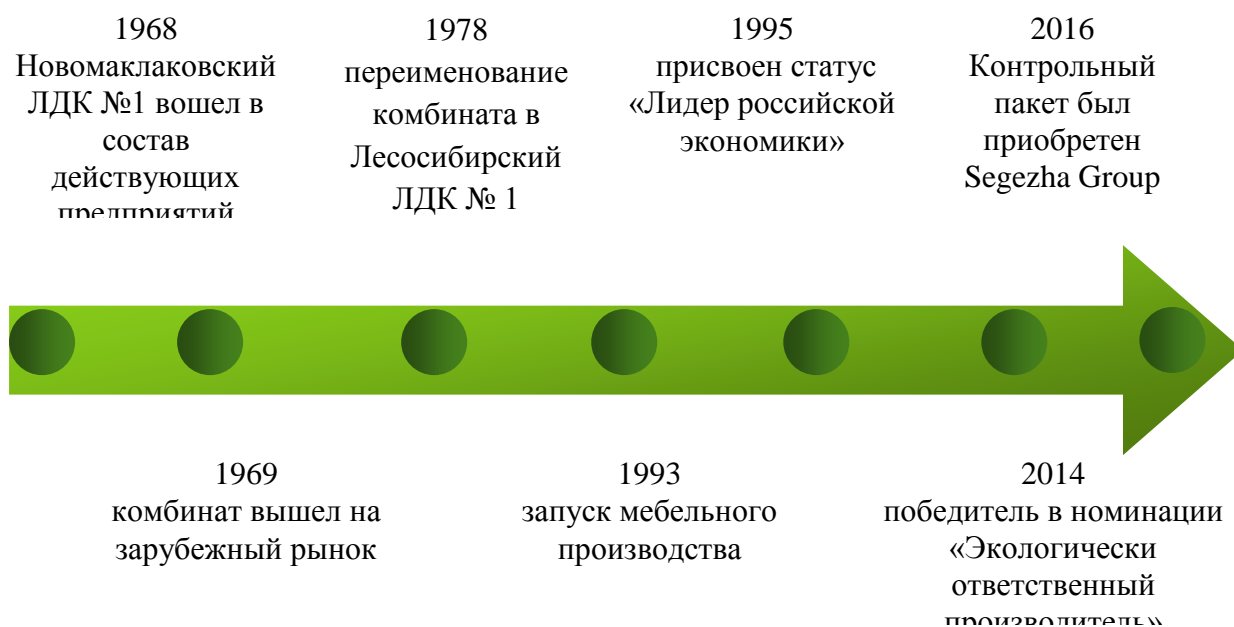 1968
Новомаклаковский
ЛДК №1 вошел в
состав
действующих
предприятий
1978
переименование
комбината в
Лесосибирский
ЛДК № 1
1995
присвоен статус
«Лидер российской
экономики»
2016
Контрольный
пакет был
приобретен
Segezha Group
1969
комбинат вышел на
зарубежный рынок
1993
запуск мебельного
производства
2014
победитель в номинации
«Экологически
ответственный
производитель»